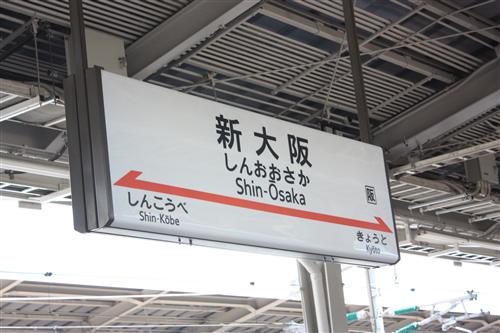 新大阪
しんおおさか
Shin-Ōsaka
阪
しんこうべ
Shin-Kōbe
きょうと
Kyōto